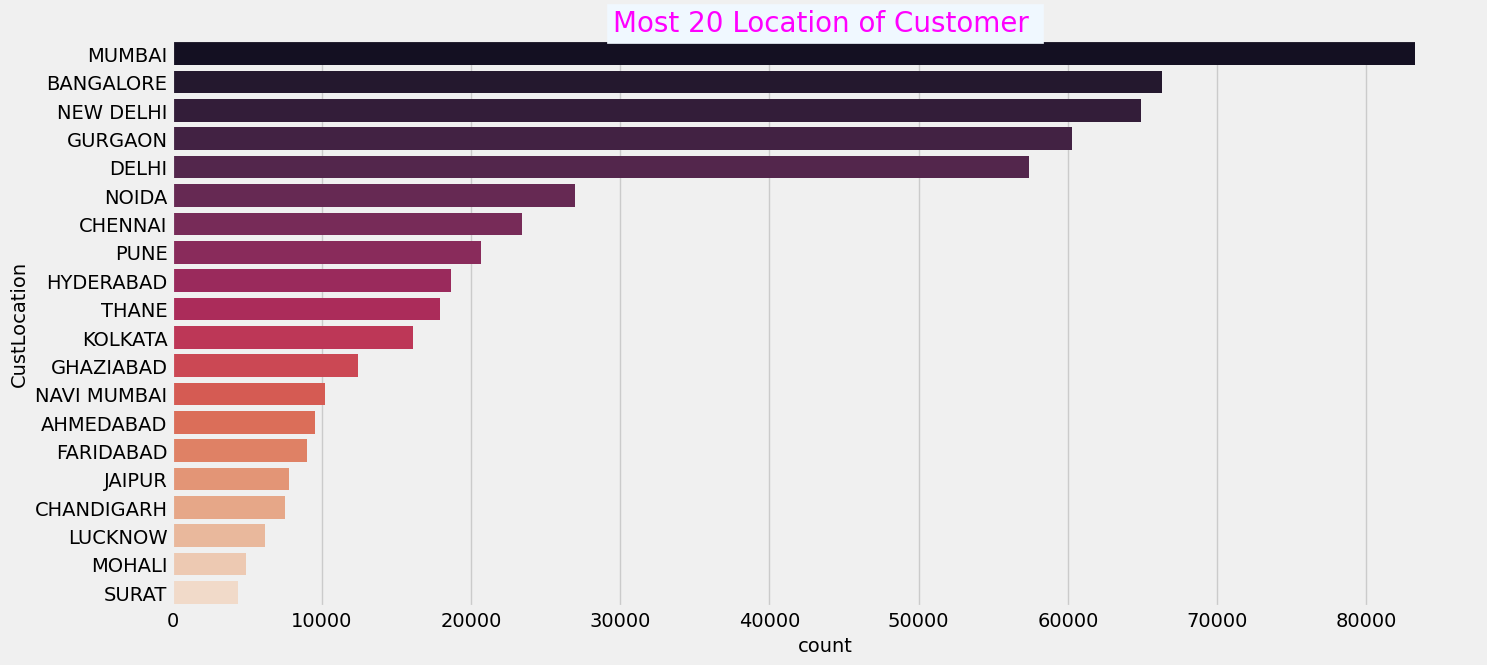 Most 20 Location of Customer
CustLocation
MUMBAI
BANGALORE
NEW DELHI
GURGAON
DELHI
NOIDA
CHENNAI
PUNE
HYDERABAD
THANE
KOLKATA
GHAZIABAD
NAVI MUMBAI
AHMEDABAD
FARIDABAD
JAIPUR
CHANDIGARH
LUCKNOW
MOHALI
SURAT
0 10000 20000 30000 40000 50000 60000 70000 80000
count